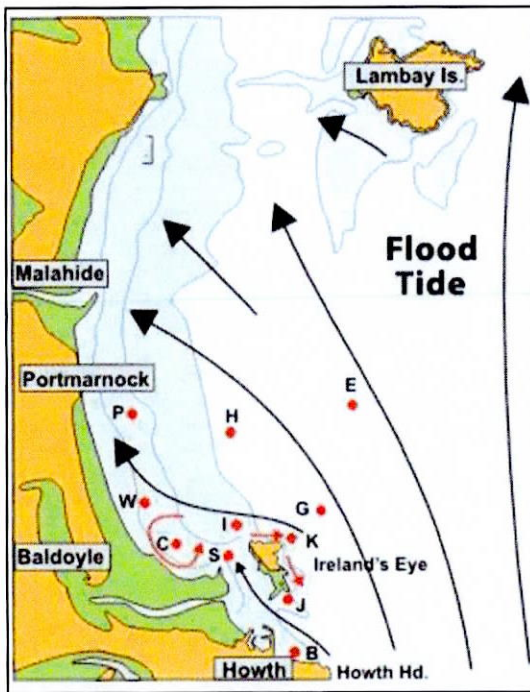 Lambay Is.
Flood
Tide
Malahide
Portmarnock
E
P
H
W
G
I
K
C
S
Baldoyle
Ireland's Eye
J
B
Howth
Howth Hd.